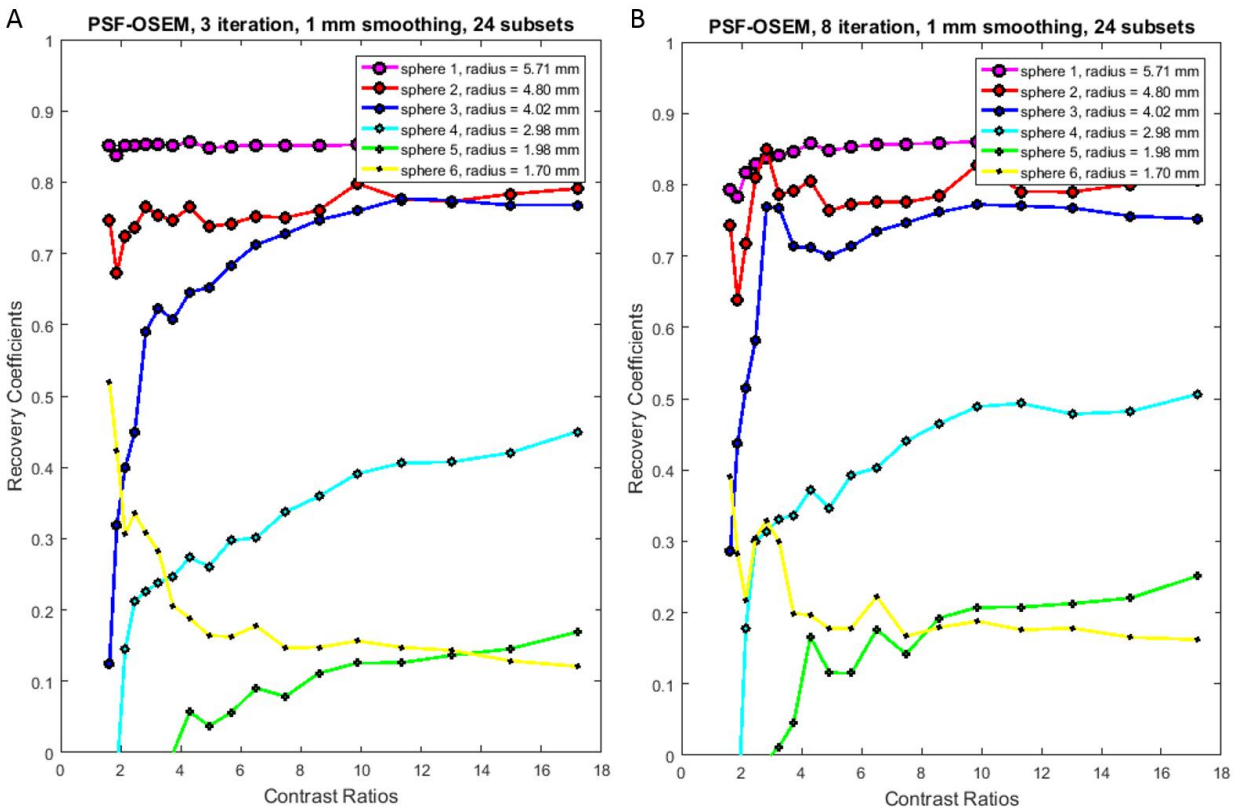 A
PSF-OSEM, 3 iteration, 1 mm smoothing, 24 subsets
1
0.9
0.8
0.7
0.6
0.5
0.4
0.3
0.2
0.1
0
Recovery Coefficients
sphere 1, radius = 5.71 mm
sphere 2, radius = 4.80 mm
sphere 3, radius = 4.02 mm
sphere 4, radius = 2.98 mm
sphere 5, radius = 1.98 mm
sphere 6, radius = 1.70 mm
0 2 4 6 8 10 12 14 16 18
Contrast Ratios
B
PSF-OSEM, 8 iteration, 1 mm smoothing, 24 subsets
1
0.9
0.8
0.7
0.6
0.5
0.4
0.3
0.2
0.1
0
Recovery Coefficients
sphere 1, radius = 5.71 mm
sphere 2, radius = 4.80 mm
sphere 3, radius = 4.02 mm
sphere 4, radius = 2.98 mm
sphere 5, radius = 1.98 mm
sphere 6, radius = 1.70 mm
0 2 4 6 8 10 12 14 16 18
Contrast Ratios